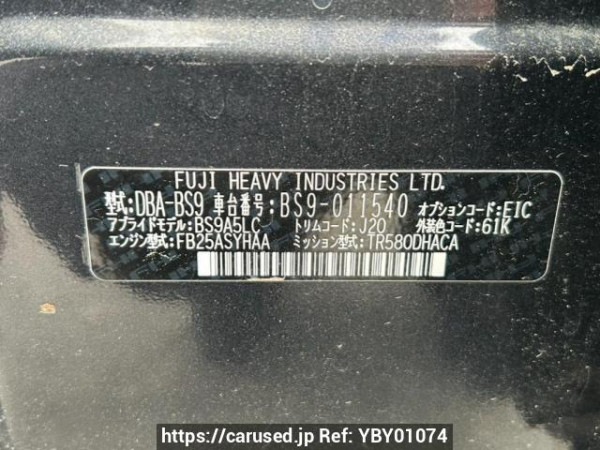 FUJI HEAVY INDUSTRIES LTD.
型式:DBA-BS9 車台番号:BS9-011540 オプションコード:EIC
アプライドモデル:BS9A5LC トリムコード:J20 外装色コード:61K
エンジン型式:FB25ASYHAA ミッション型式:TR580DHACA
https://carused.jp Ref: YBY01074